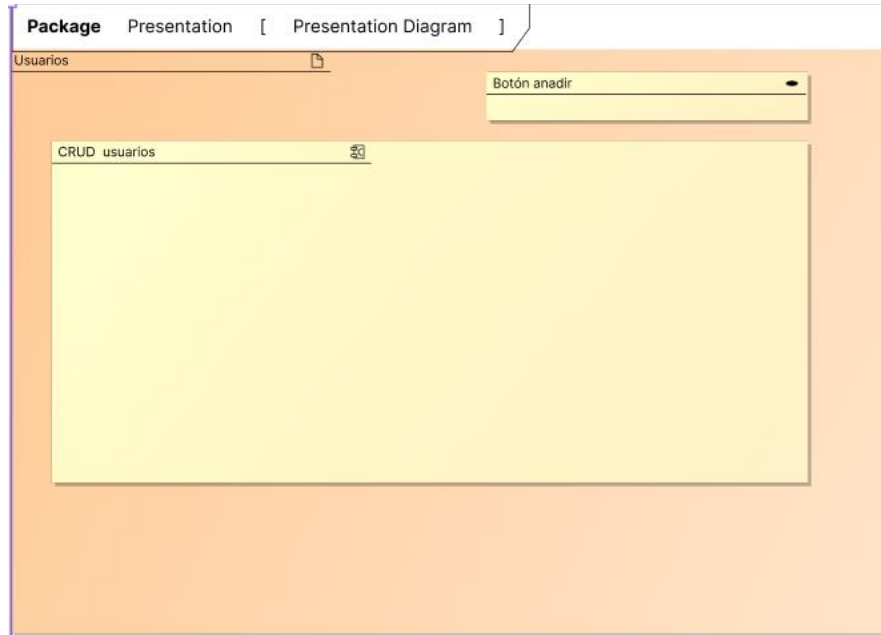 Package Presentation [ Presentation Diagram ]
Usuarios
Botón anadir
CRUD usuarios